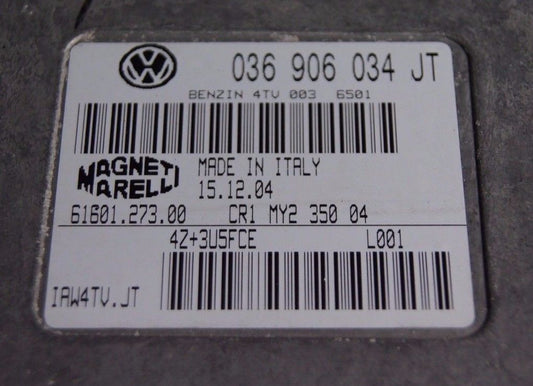 036 906 034 JT
BENZIN 4TV 003 6501
MAGNETI MARELLI
MADE IN ITALY
15.12.04
61601.273.00 CR1 MY2 350 04
4Z+3U5FCE L001
IAW4TV.JT